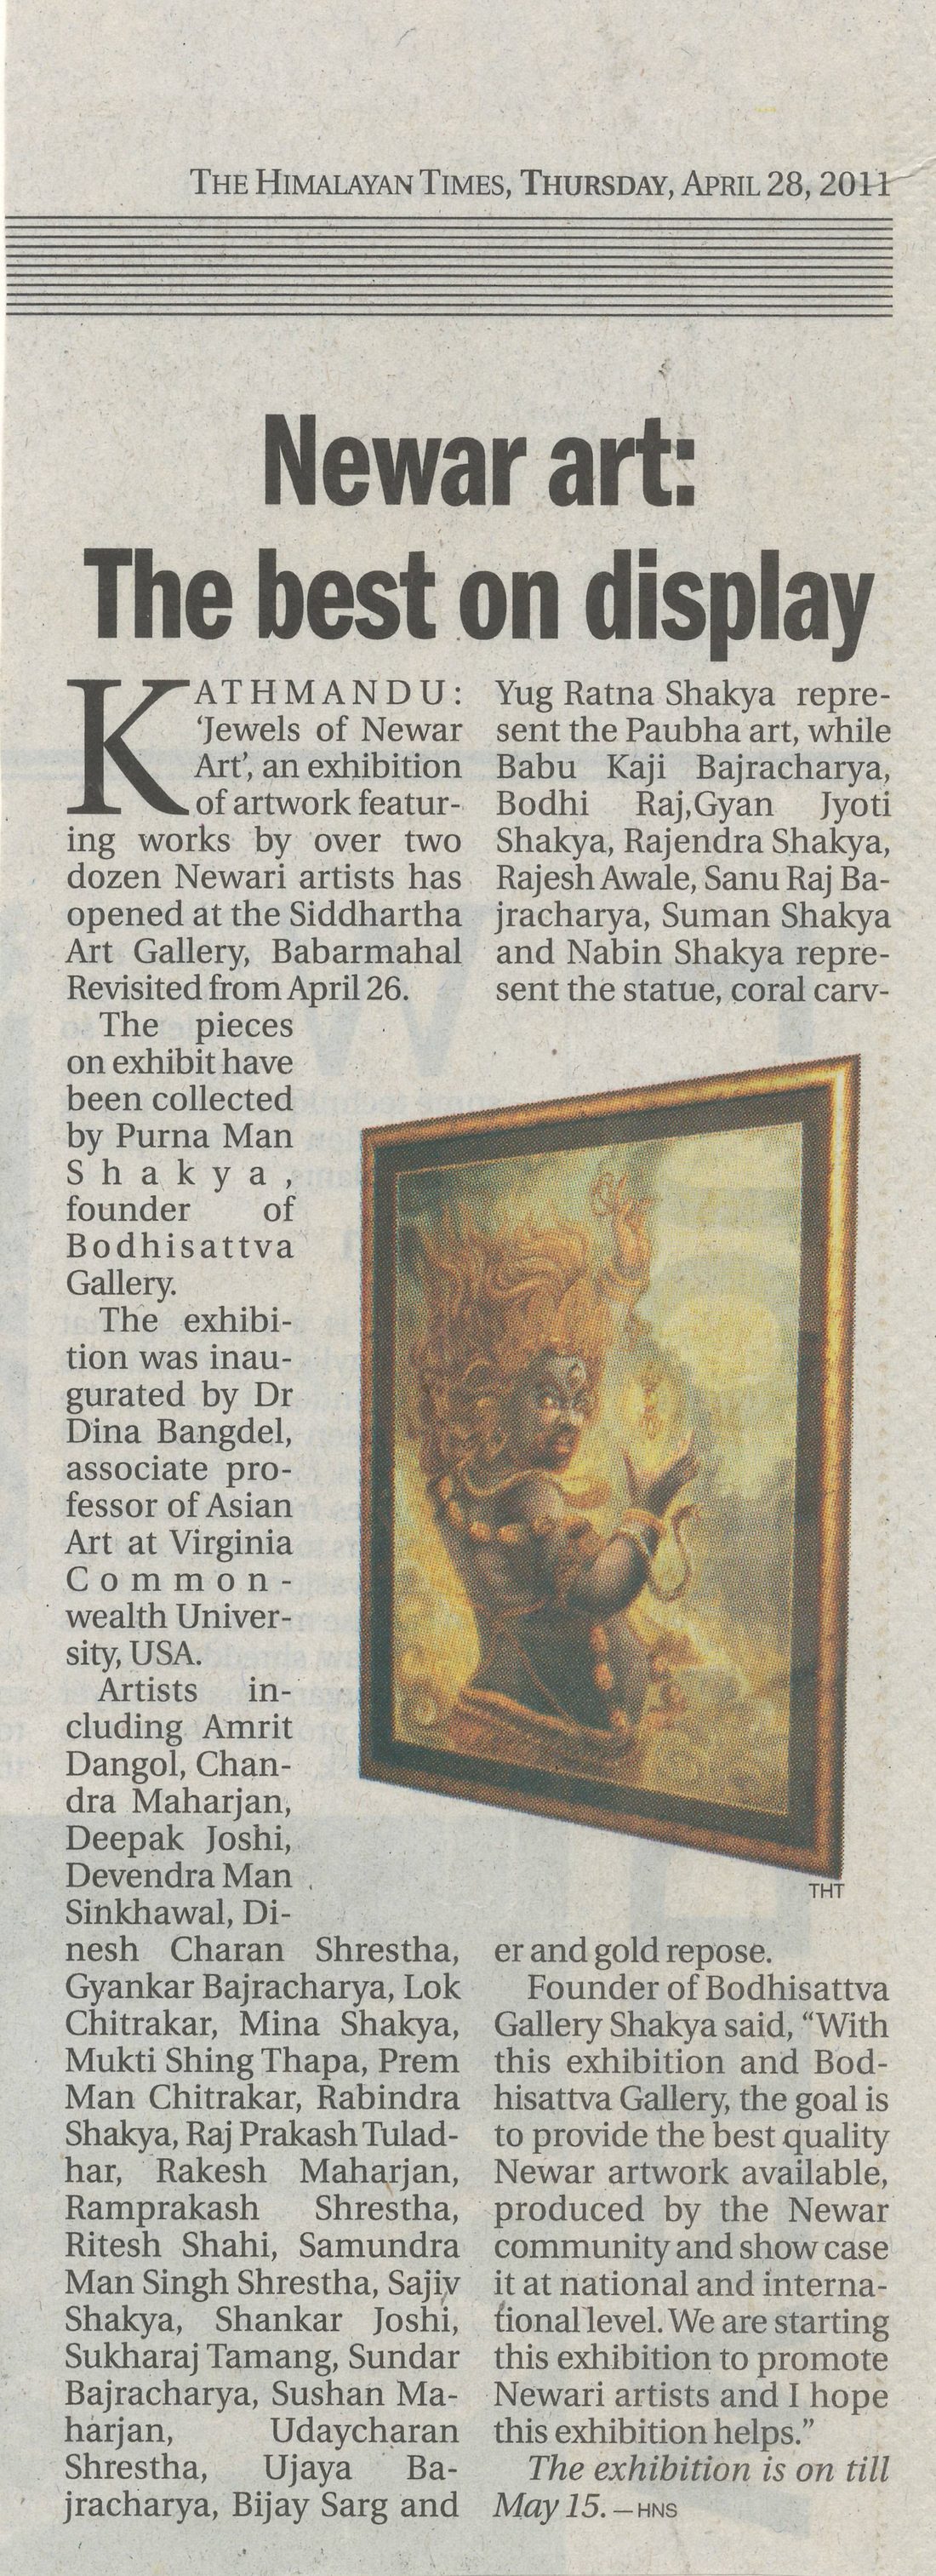 THE HIMALAYAN TIMES, THURSDAY, APRIL 28, 2011
Newar art:
The best on display
KATHMANDU:
‘Jewels of Newar
Art’, an exhibition
of artwork featur-
ing works by over two
dozen Newari artists has
opened at the Siddhartha
Art Gallery, Babarmahal
Revisited from April 26.
The pieces
on exhibit have
been collected
by Purna Man
Shakya,
founder of
Bodhisattva
Gallery.
The exhibi-
tion was inau-
gurated by Dr
Dina Bangdel,
associate pro-
fessor of Asian
Art at Virginia
Common-
wealth Univer-
sity, USA.
Artists in-
cluding Amrit
Dangol, Chan-
dra Maharjan,
Deepak Joshi,
Devendra Man
Sinkhawal, Di-
nesh Charan Shrestha,
Gyankar Bajracharya, Lok
Chitrakar, Mina Shakya,
Mukti Shing Thapa, Prem
Man Chitrakar, Rabindra
Shakya, Raj Prakash Tulad-
har, Rakesh Maharjan,
Ramprakash Shrestha,
Ritesh Shahi, Samundra
Man Singh Shrestha, Sajiv
Shakya, Shankar Joshi,
Sukharaj Tamang, Sundar
Bajracharya, Sushan Ma-
harjan, Udaycharan
Shrestha, Ujaya Ba-
jracharya, Bijay Sarg and
Yug Ratna Shakya repre-
sent the Paubha art, while
Babu Kaji Bajracharya,
Bodhi Raj,Gyan Jyoti
Shakya, Rajendra Shakya,
Rajesh Awale, Sanu Raj Ba-
jracharya, Suman Shakya
and Nabin Shakya repre-
sent the statue, coral carv-
THT
er and gold repose.
Founder of Bodhisattva
Gallery Shakya said, “With
this exhibition and Bod-
hisattva Gallery, the goal is
to provide the best quality
Newar artwork available,
produced by the Newar
community and show case
it at national and interna-
tional level. We are starting
this exhibition to promote
Newari artists and I hope
this exhibition helps.”
The exhibition is on till
May 15. — HNS